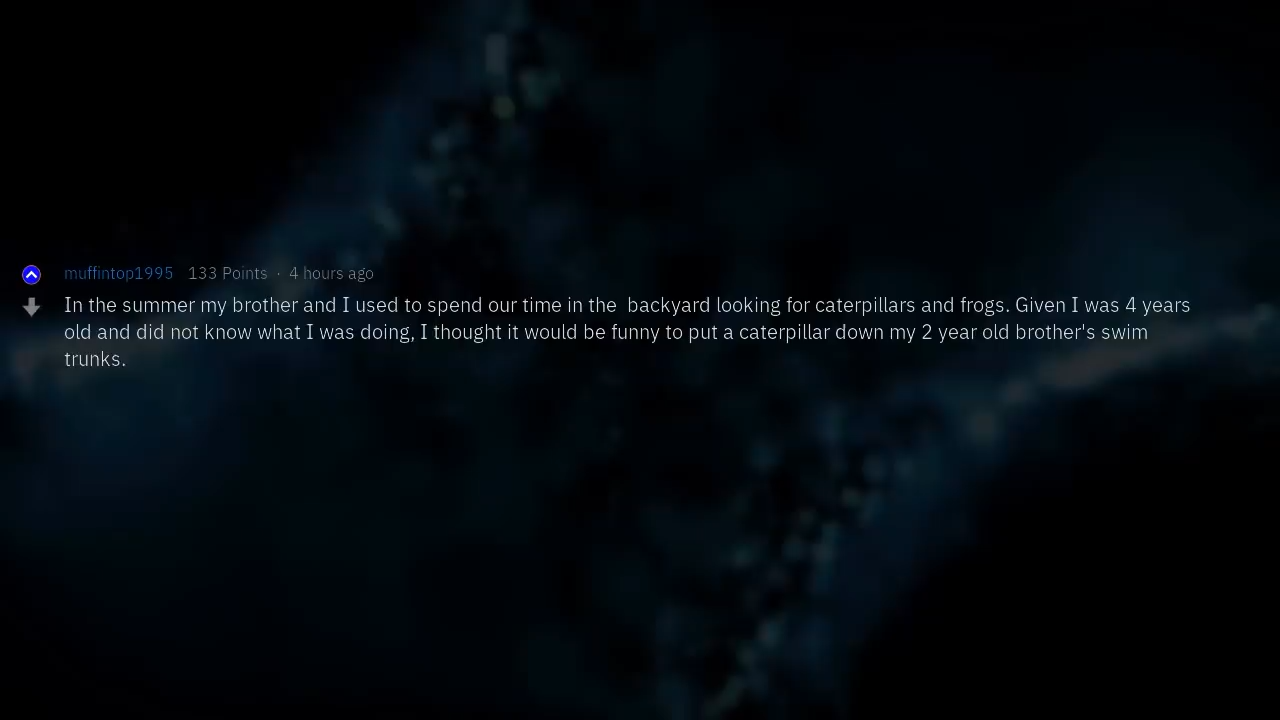 muffintop1995 133 Points · 4 hours ago
In the summer my brother and I used to spend our time in the  backyard looking for caterpillars and frogs. Given I was 4 years
old and did not know what I was doing, I thought it would be funny to put a caterpillar down my 2 year old brother's swim
trunks.